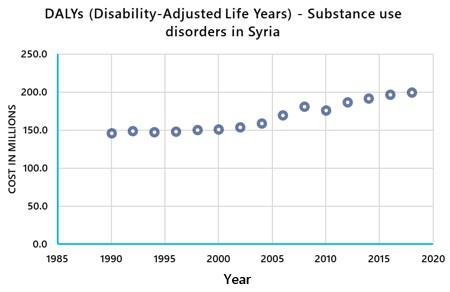 DALYs (Disability-Adjusted Life Years) - Substance use
disorders in Syria
250.0
200.0
150.0
100.0
50.0
0.0
COST IN MILLIONS
1985 1990 1995 2000 2005 2010 2015 2020
Year